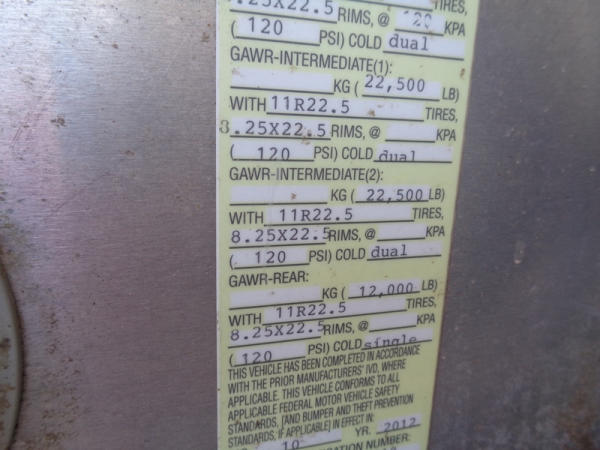 .25X22.5 RIMS, @ 20 KPA
TIRES,
( 120 PSI) COLD dual
GAWR-INTERMEDIATE(1):
KG ( 22,500 LB)
WITH 11R22.5 TIRES,
8.25X22.5 RIMS, @ KPA
( 120 PSI) COLD dual
GAWR-INTERMEDIATE(2):
KG ( 22,500 LB)
WITH 11R22.5 TIRES,
8.25X22.5 RIMS, @ KPA
( 120 PSI) COLD dual
GAWR-REAR:
KG ( 12,000 LB)
WITH 11R22.5 TIRES,
8.25X22.5 RIMS, @ KPA
( 120 PSI) COLD single
THIS VEHICLE HAS BEEN COMPLETED IN ACCORDANCE
WITH THE PRIOR MANUFACTURERS' IVD, WHERE
APPLICABLE. THIS VEHICLE CONFORMS TO ALL
APPLICABLE FEDERAL MOTOR VEHICLE SAFETY
STANDARDS, [AND BUMPER AND THEFT PREVENTION
STANDARDS, IF APPLICABLE] IN EFFECT IN:
10 YR. 2012
NUMBER: